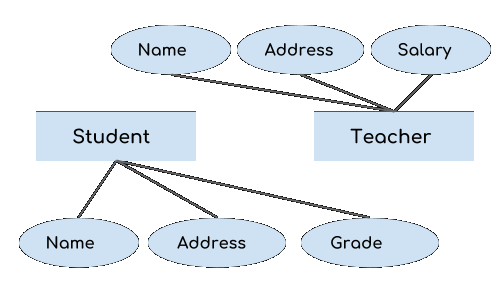 Name
Address
Salary
Student
Teacher
Name
Address
Grade